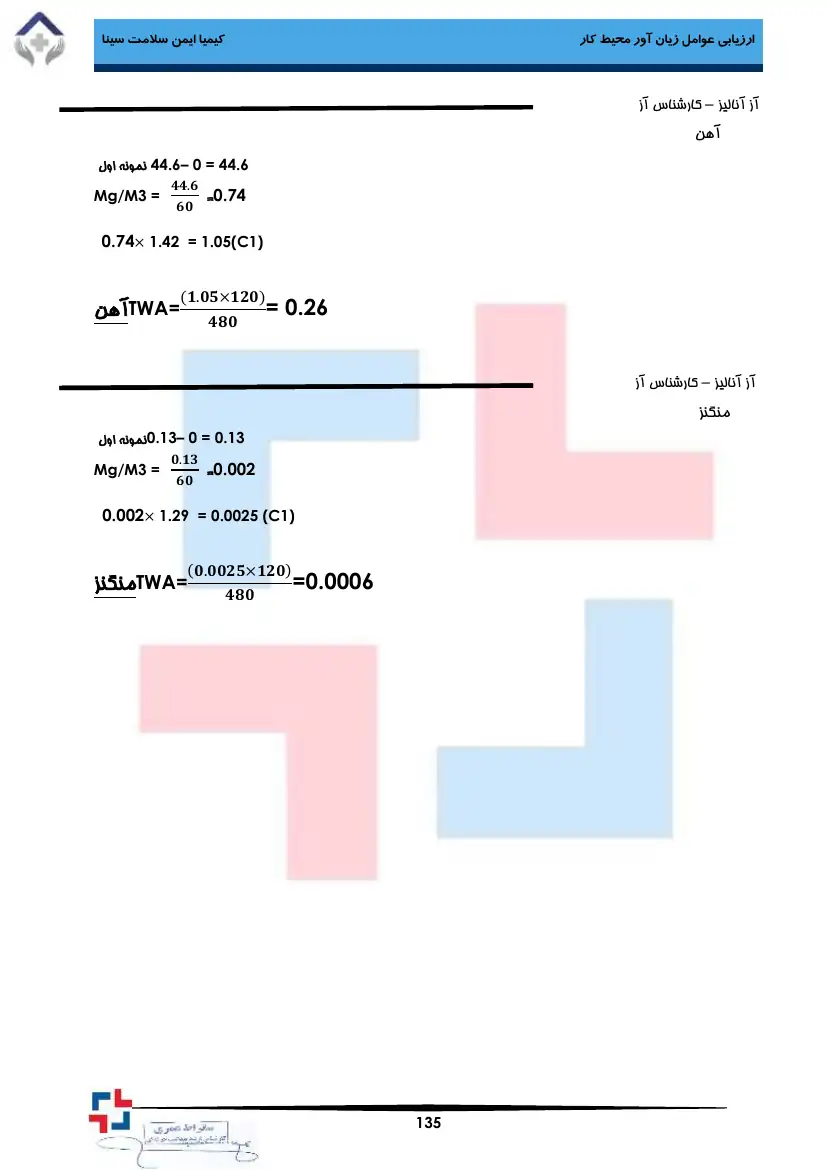 ارزیابی عوامل زیان آور محیط کار
کیمیا ایمن سلامت سینا
آز آنالیز – کارشناس آز
آهن
نمونه اول 44.6– 0 = 44.6
Mg/M3 = 44.6/60 =0.74
0.74× 1.42 = 1.05(C1)
آهنTWA=(1.05×120)/480= 0.26
آز آنالیز – کارشناس آز
منگنز
نمونه اول0.13– 0 = 0.13
Mg/M3 = 0.13/60 =0.002
0.002× 1.29 = 0.0025 (C1)
منگنزTWA=(0.0025×120)/480=0.0006
135